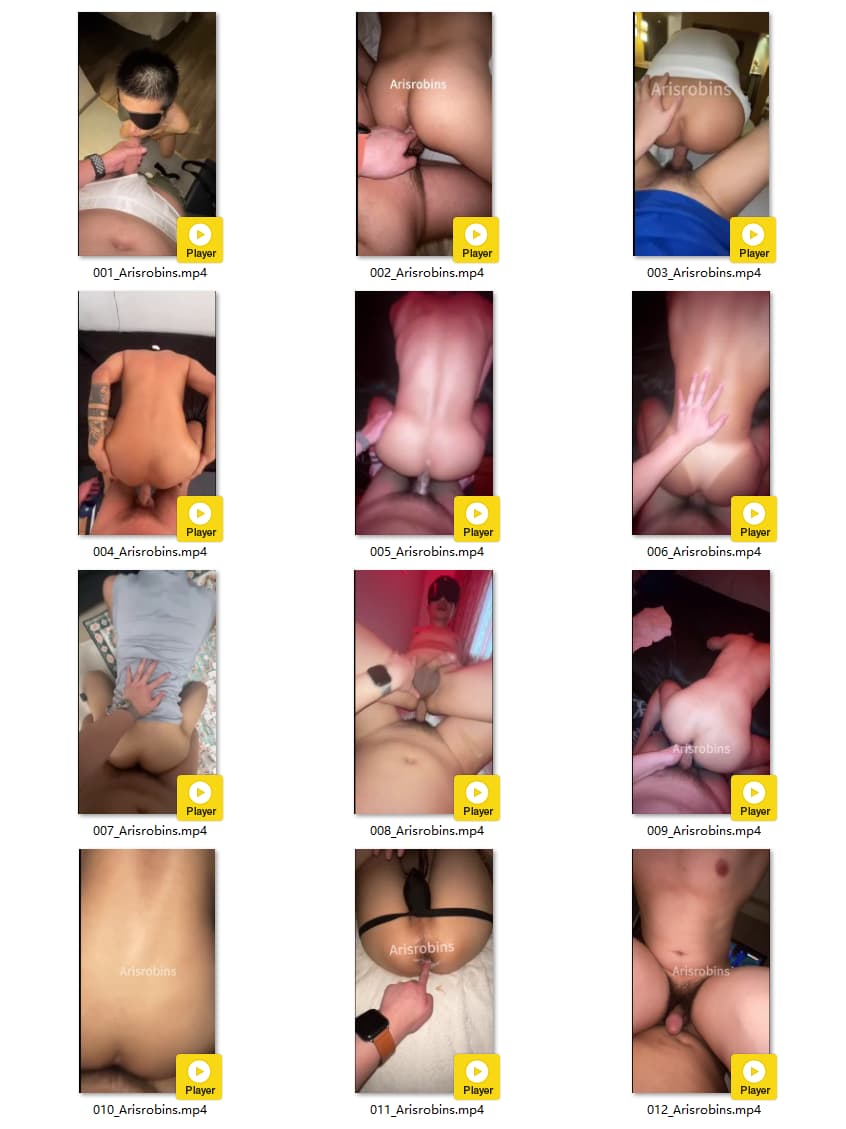 Arisrobins
Arisrobins
Player
Player
Player
001_Arisrobins.mp4
002_Arisrobins.mp4
003_Arisrobins.mp4
Player
Player
Player
004_Arisrobins.mp4
005_Arisrobins.mp4
006_Arisrobins.mp4
Arisrobins
Player
Player
Player
007_Arisrobins.mp4
008_Arisrobins.mp4
009_Arisrobins.mp4
Arisrobins
Arisrobins
Arisrobins
Player
Player
Player
010_Arisrobins.mp4
011_Arisrobins.mp4
012_Arisrobins.mp4